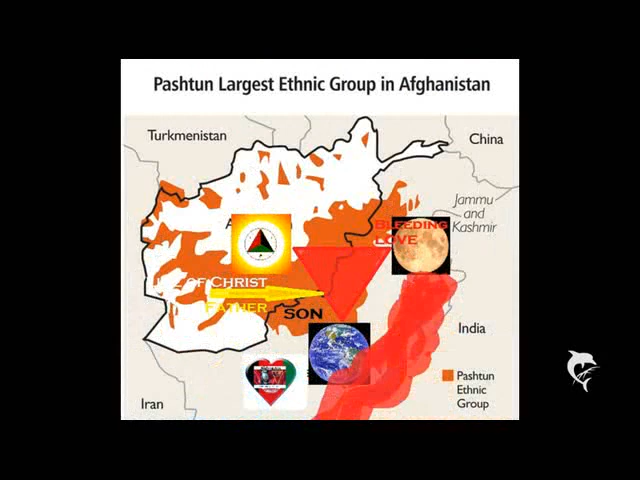 Pashtun Largest Ethnic Group in Afghanistan
Turkmenistan
China
Jammu
and
Kashmir
BLEEDING
LOVE
OF CHRIST
FATHER
SON
India
Iran
Pashtun
Ethnic
Group